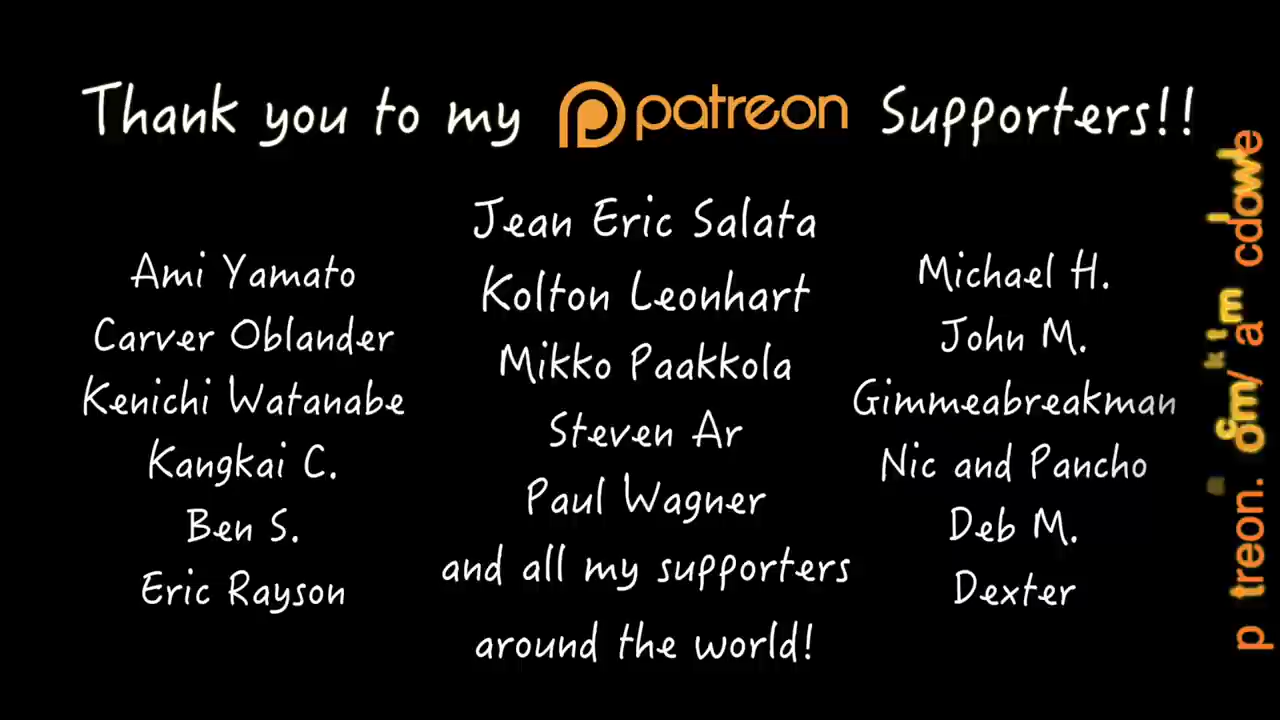 Thank you to my patreon Supporters!!
Ami Yamato
Carver Oblander
Kenichi Watanabe
Kangkai C.
Ben S.
Eric Rayson
Jean Eric Salata
Kolton Leonhart
Mikko Paakkola
Steven Ar
Paul Wagner
and all my supporters
around the world!
Michael H.
John M.
Gimmeabreakman
Nic and Pancho
Deb M.
Dexter